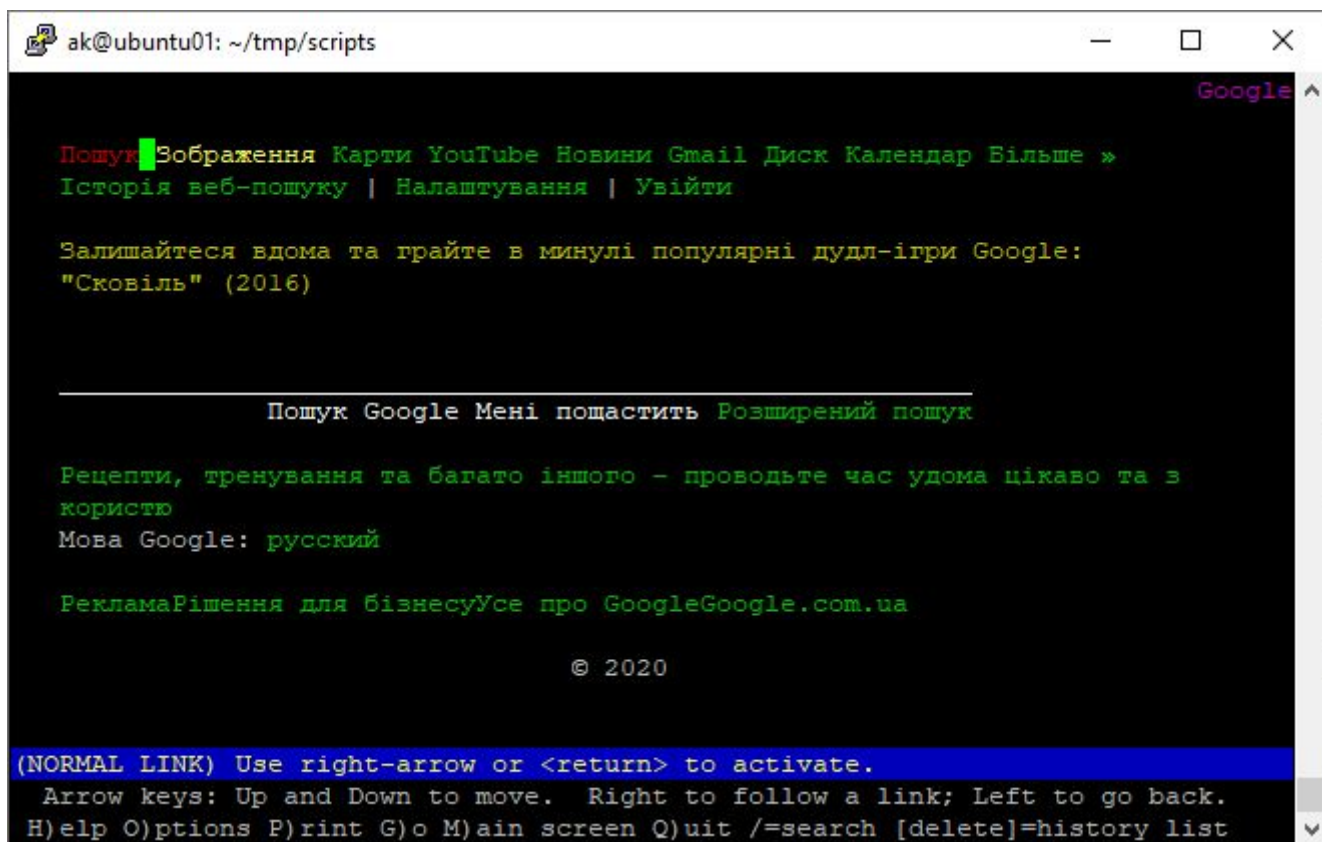 ak@ubuntu01: ~/tmp/scripts
Google
Пошук Зображення Карти YouTube Новини Gmail Диск Календар Більше »
Історія веб-пошуку | Налаштування | Увійти
Залишайтеся вдома та грайте в минулі популярні дудл-ігри Google:
"Сковіль" (2016)
Пошук Google Мені пощастить Розширений пошук
Рецепти, тренування та багато іншого – проводьте час удома цікаво та з
користю
Мова Google: русский
РекламаРішення для бізнесуУсе про GoogleGoogle.com.ua
© 2020
(NORMAL LINK) Use right-arrow or <return> to activate.
Arrow keys: Up and Down to move.  Right to follow a link; Left to go back.
H)elp O)ptions P)rint G)o M)ain screen Q)uit /=search [delete]=history list